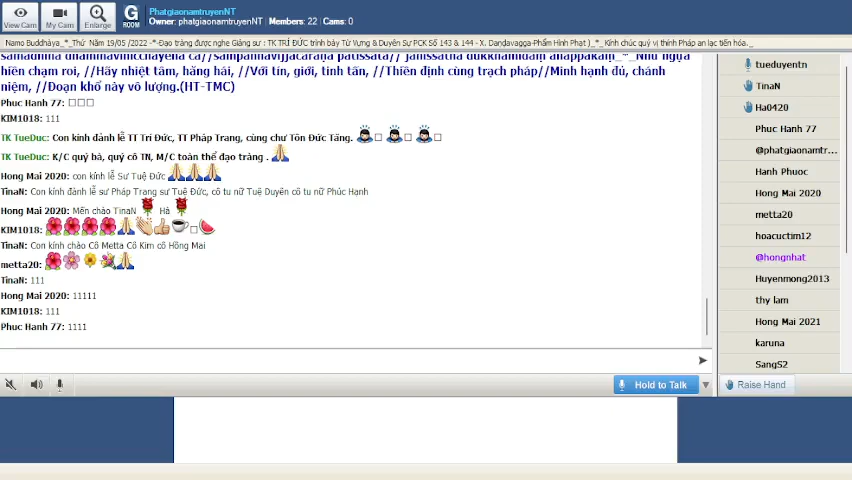 PhatgiaonamtruyenNT
Owner: phatgiaonamtruyenNT | Members: 22 | Cams: 0
View Cam
My Cam
Enlarge
G
ROOM
Namo Buddhàya_*_Thứ Năm 19/05 /2022 -*-Đạo tràng được nghe Giảng sư : TK TRÍ ĐỨC trình bày Từ Vựng & Duyên Sự PCK Số 143 & 144 - X. Daṇḍavagga-Phẩm Hình Phạt )_*_ Kính chúc quý vị thính Pháp an lạc tiến hóa._
hiền chạm roi, //Hãy nhiệt tâm, hăng hái, //Với tín, giới, tinh tấn, //Thiền định cùng trạch pháp//Minh hạnh đủ, chánh
niệm, //Đoạn khổ này vô lượng.(HT-TMC)
Phuc Hanh 77: □□□
KIM1018: 111
TK TueDuc: Con kính đảnh lễ TT Trí Đức, TT Pháp Trang, cùng chư Tôn Đức Tăng.
TK TueDuc: K/C quý bà, quý cô TN, M/C toàn thể đạo tràng .
Hong Mai 2020: con kính lễ Sư Tuệ Đức
TinaN: Con kính đảnh lễ sư Pháp Trang sư Tuệ Đức, cô tu nữ Tuệ Duyên cô tu nữ Phúc Hạnh
Hong Mai 2020: Mến chào TinaN Hà
KIM1018:
TinaN: Con kính chào Cô Metta Cô Kim cô Hồng Mai
metta20:
TinaN: 111
Hong Mai 2020: 11111
KIM1018: 111
Phuc Hanh 77: 1111
Hold to Talk
tueduyentn
TinaN
Ha0420
Phuc Hanh 77
@phatgiaonamtr...
Hanh Phuoc
Hong Mai 2020
metta20
hoacuctim12
@hongnhat
Huyenmong2013
thy lam
Hong Mai 2021
karuna
SangS2
Raise Hand